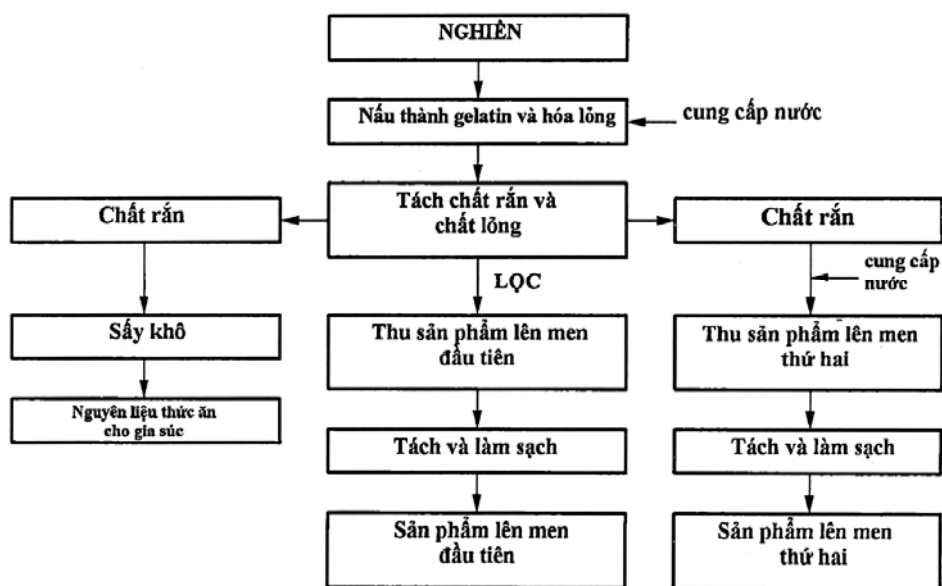 NGHIÊN
Nấu thành gelatin và hóa lỏng
cung cấp nước
Tách chất rắn và
chất lỏng
Chất rắn
Chất rắn
LỌC
cung cấp
nước
Sấy khô
Thu sản phẩm lên men
đầu tiên
Thu sản phẩm lên men
thứ hai
Nguyên liệu thức ăn
cho gia súc
Tách và làm sạch
Tách và làm sạch
Sản phẩm lên men
đầu tiên
Sản phẩm lên men
thứ hai